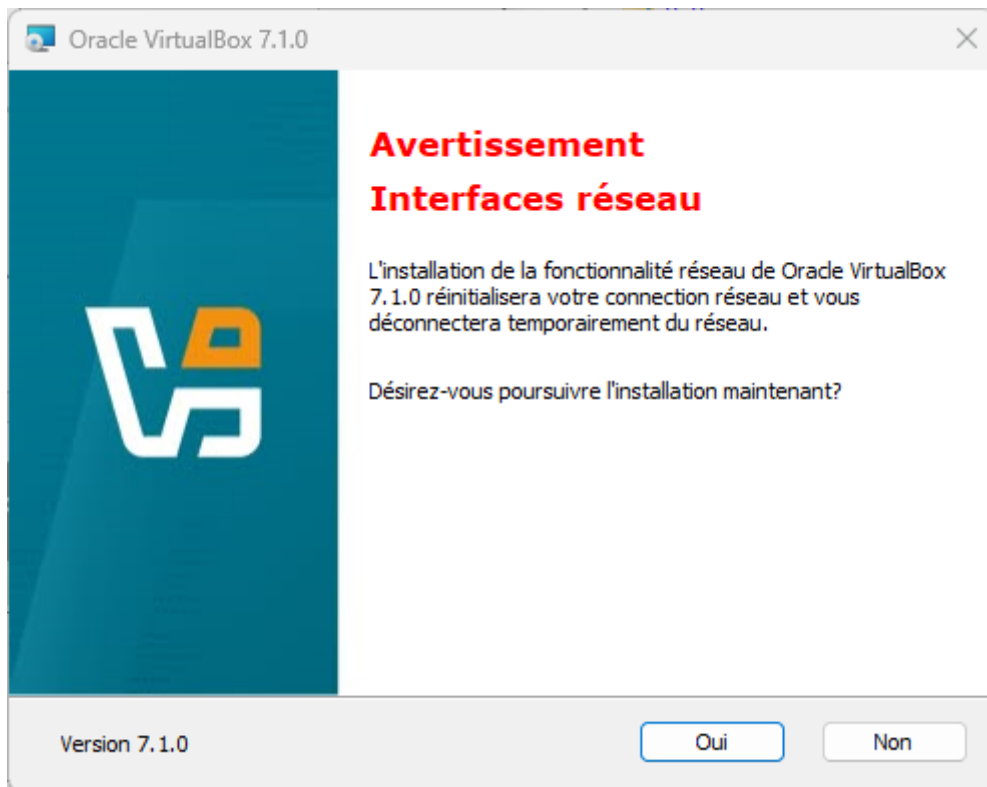 Oracle VirtualBox 7.1.0
Avertissement
Interfaces réseau
L'installation de la fonctionnalité réseau de Oracle VirtualBox
7.1.0 réinitialisera votre connection réseau et vous
déconnectera temporairement du réseau.
Désirez-vous poursuivre l'installation maintenant?
Version 7.1.0
Oui
Non